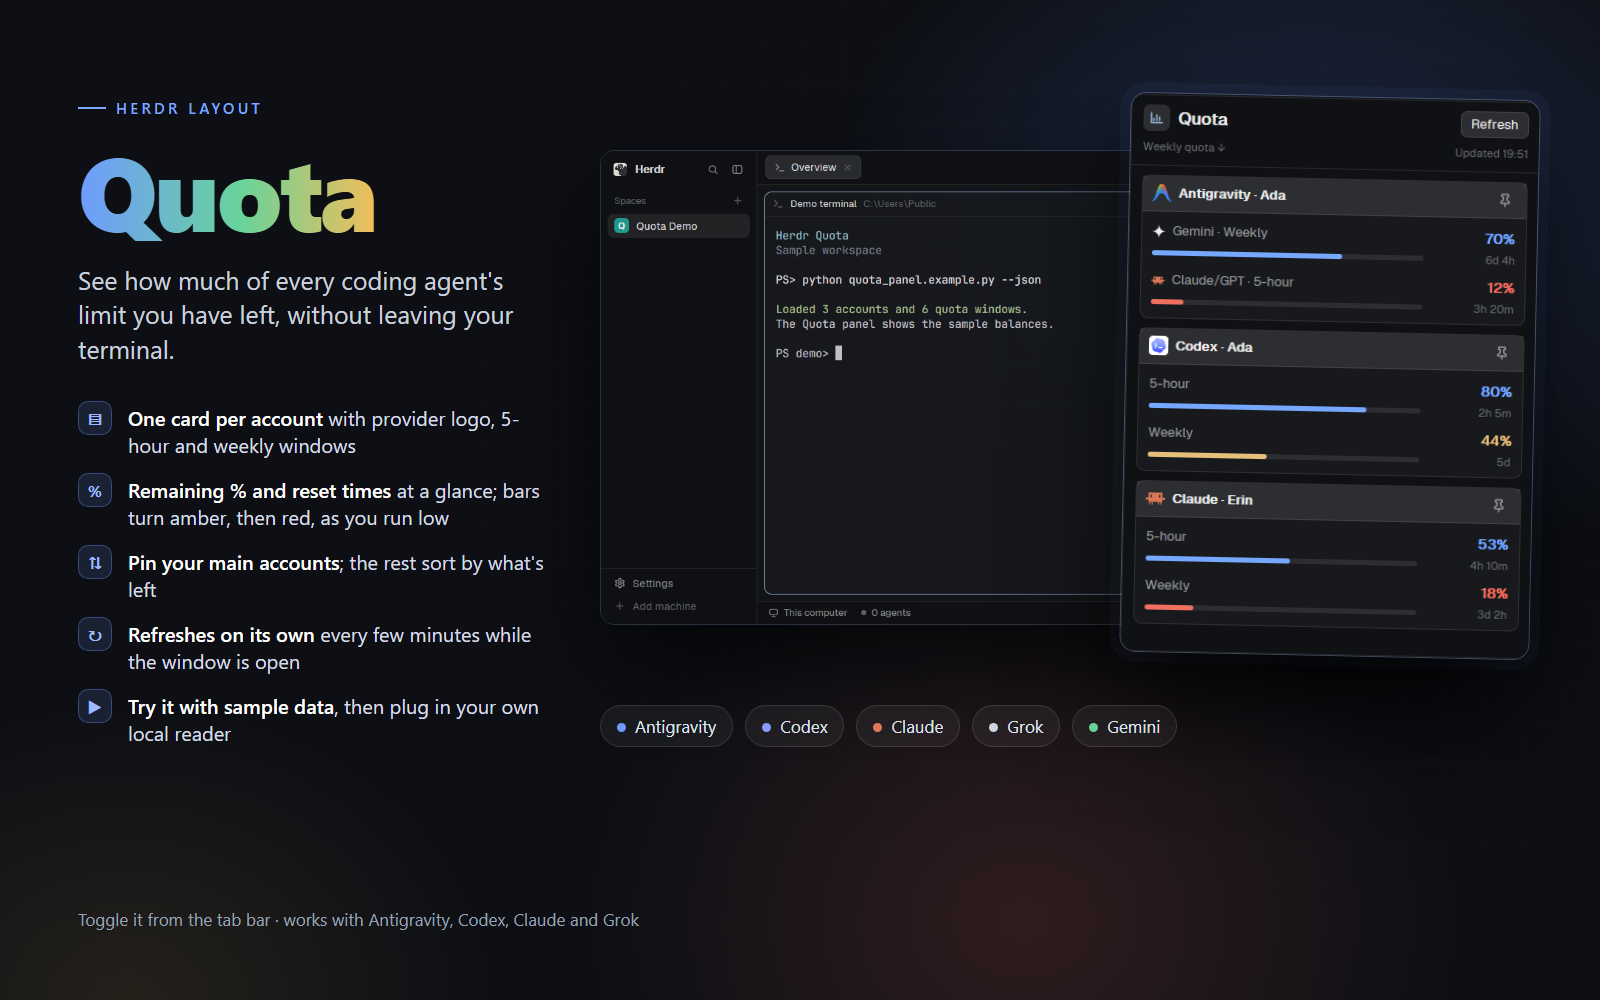 HERDR LAYOUT
Quota
See how much of every coding agent's
limit you have left, without leaving your
terminal.
One card per account with provider logo, 5-
hour and weekly windows
%
Remaining % and reset times at a glance; bars
turn amber, then red, as you run low
Pin your main accounts; the rest sort by what's
left
Refreshes on its own every few minutes while
the window is open
Try it with sample data, then plug in your own
local reader
Herdr
Spaces
Q Quota Demo
Settings
Add machine
Overview
Demo terminal C:\Users\Public
Herdr Quota
Sample workspace
PS> python quota_panel.example.py --json
Loaded 3 accounts and 6 quota windows.
The Quota panel shows the sample balances.
PS demo>
This computer 0 agents
Quota
Refresh
Weekly quota ↓
Updated 19:51
Antigravity · Ada
Gemini · Weekly
70%
6d 4h
Claude/GPT · 5-hour
12%
3h 20m
Codex · Ada
5-hour
80%
2h 5m
Weekly
44%
5d
Claude · Erin
5-hour
53%
4h 10m
Weekly
18%
3d 2h
Antigravity
Codex
Claude
Grok
Gemini
Toggle it from the tab bar · works with Antigravity, Codex, Claude and Grok